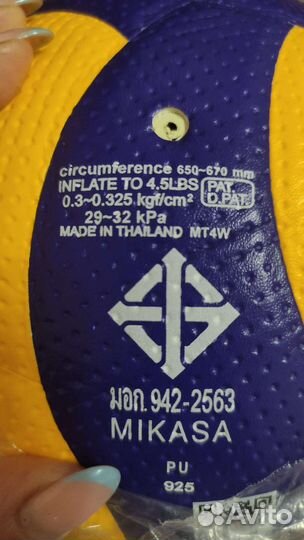 circumference 650~670 mm
INFLATE TO 4.5LBS PAT.
0.3~0.325 kgf/cm² D.PAT.
29~32 kPa
MADE IN THAILAND MT4W
มอก. 942-2563
MIKASA
PU
925
Avito